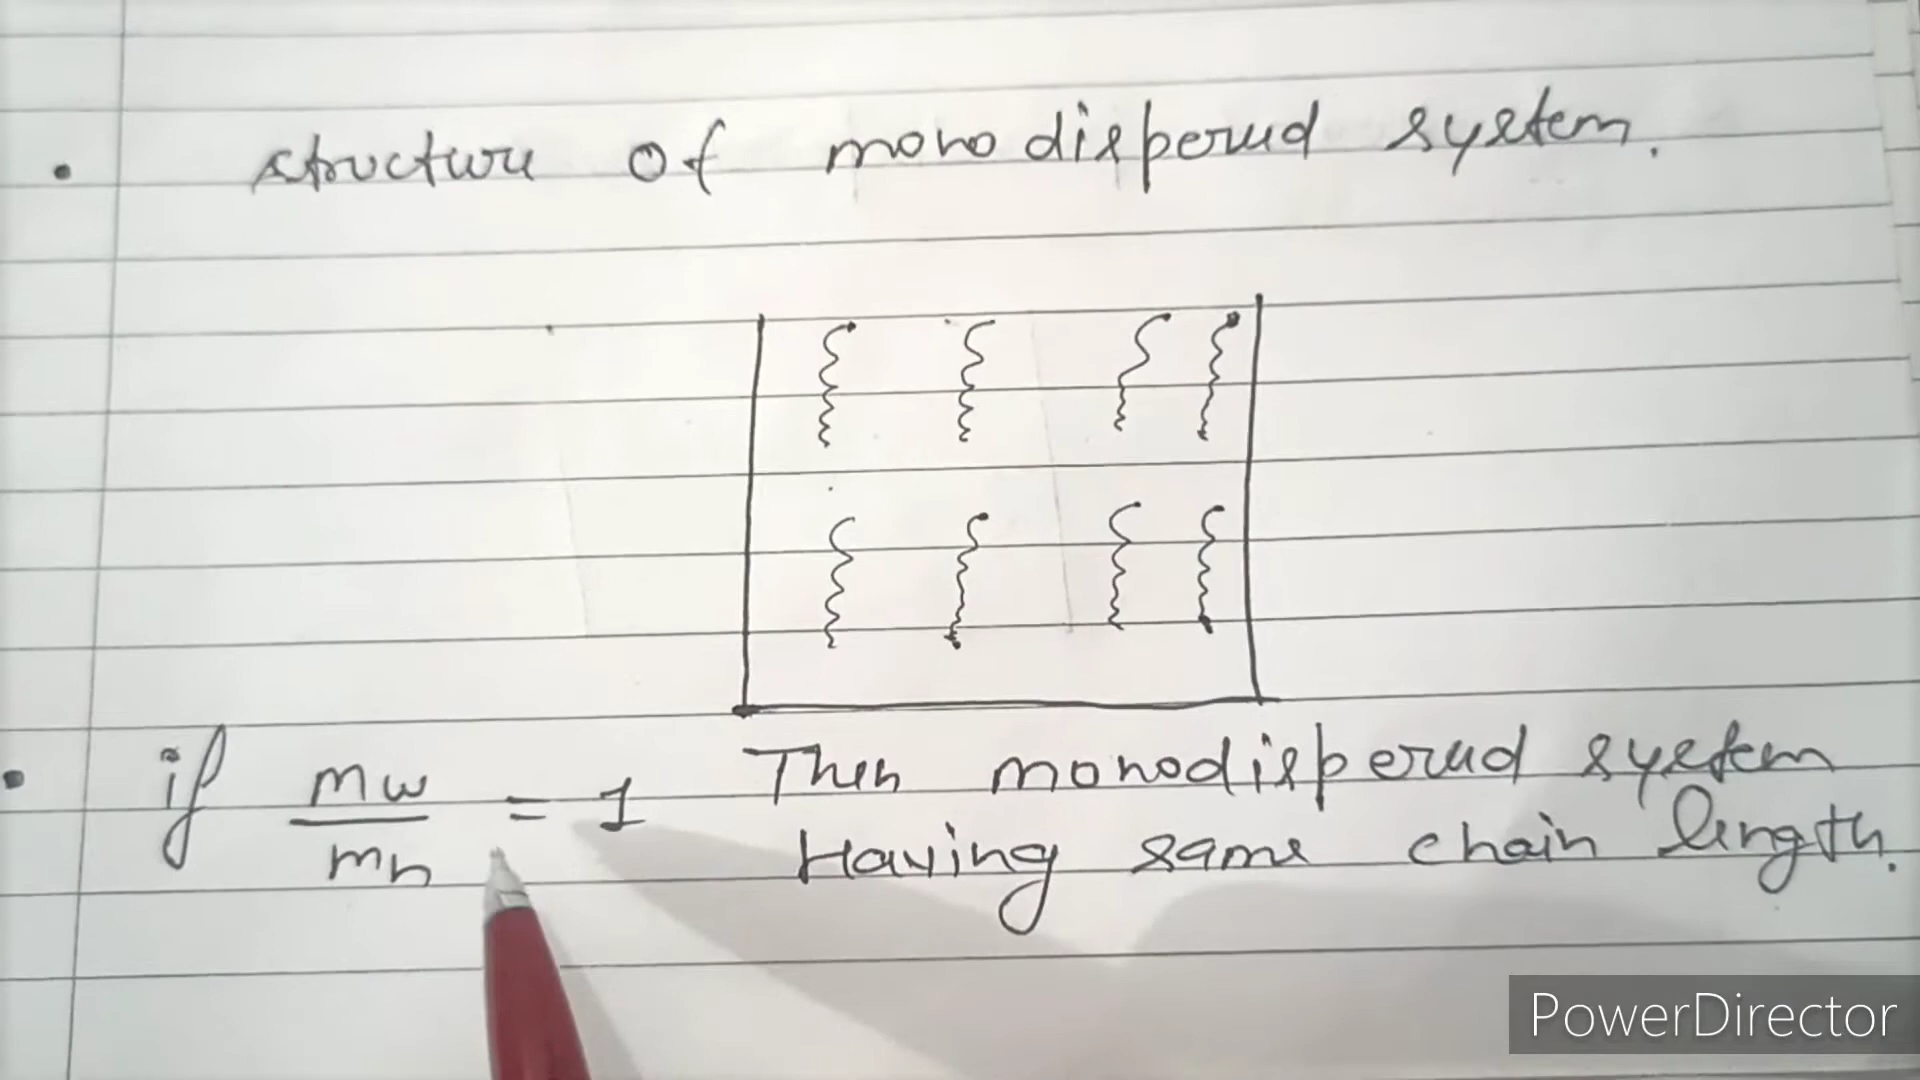 • structure of monodispersed system.
• if mw/mn = 1 Then monodispersed system
Having same chain length.
PowerDirector